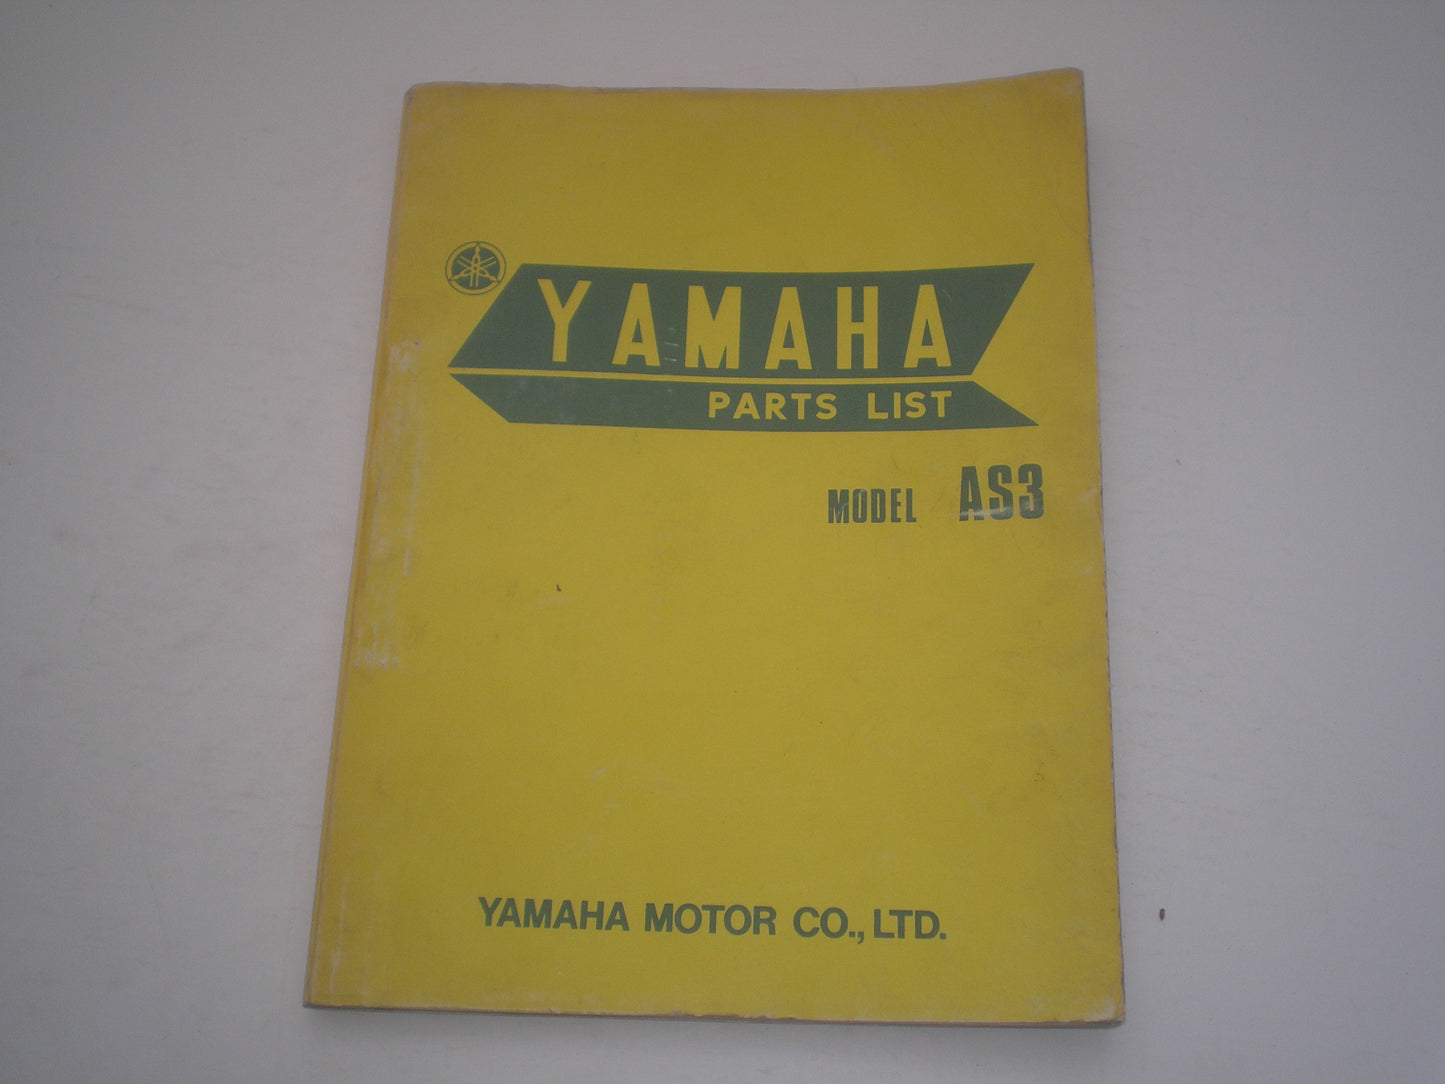 YAMAHA
PARTS LIST
MODEL AS3
YAMAHA MOTOR CO., LTD.